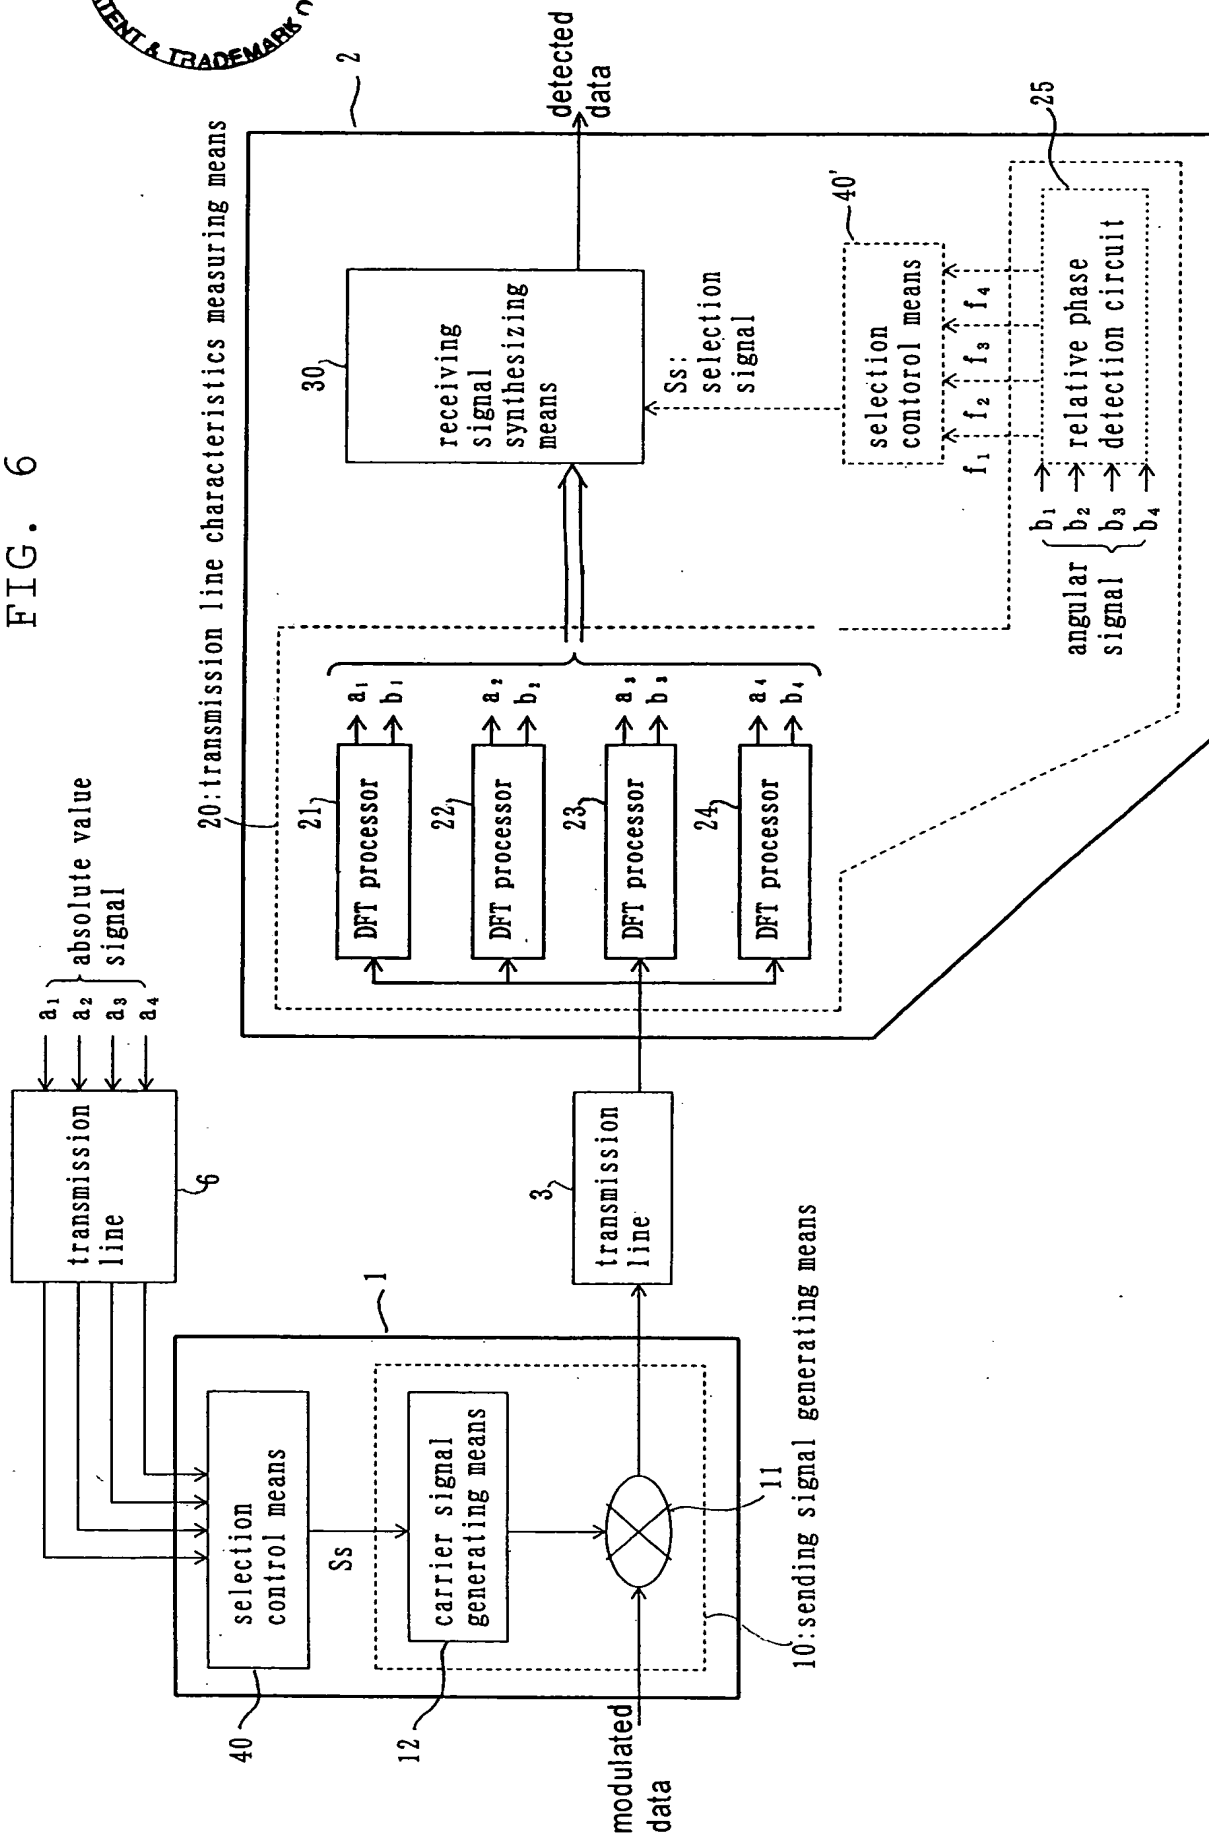 TENT & TRADEMARK O
FIG. 6
a₁
a₂
a₃
a₄
absolute value
signal
transmission
line
6
20:transmission line characteristics measuring means
2
1
40
selection
control means
Ss
12
carrier signal
generating means
11
10:sending signal generating means
modulated
data
3
transmission
line
21
DFT processor
a₁
b₁
22
DFT processor
a₂
b₂
23
DFT processor
a₃
b₃
24
DFT processor
a₄
b₄
30
receiving
signal
synthesizing
means
detected
data
Ss:
selection
signal
40'
selection
contorol means
f₁
f₂
f₃
f₄
25
relative phase
detection circuit
b₁
b₂
b₃
b₄
angular
signal